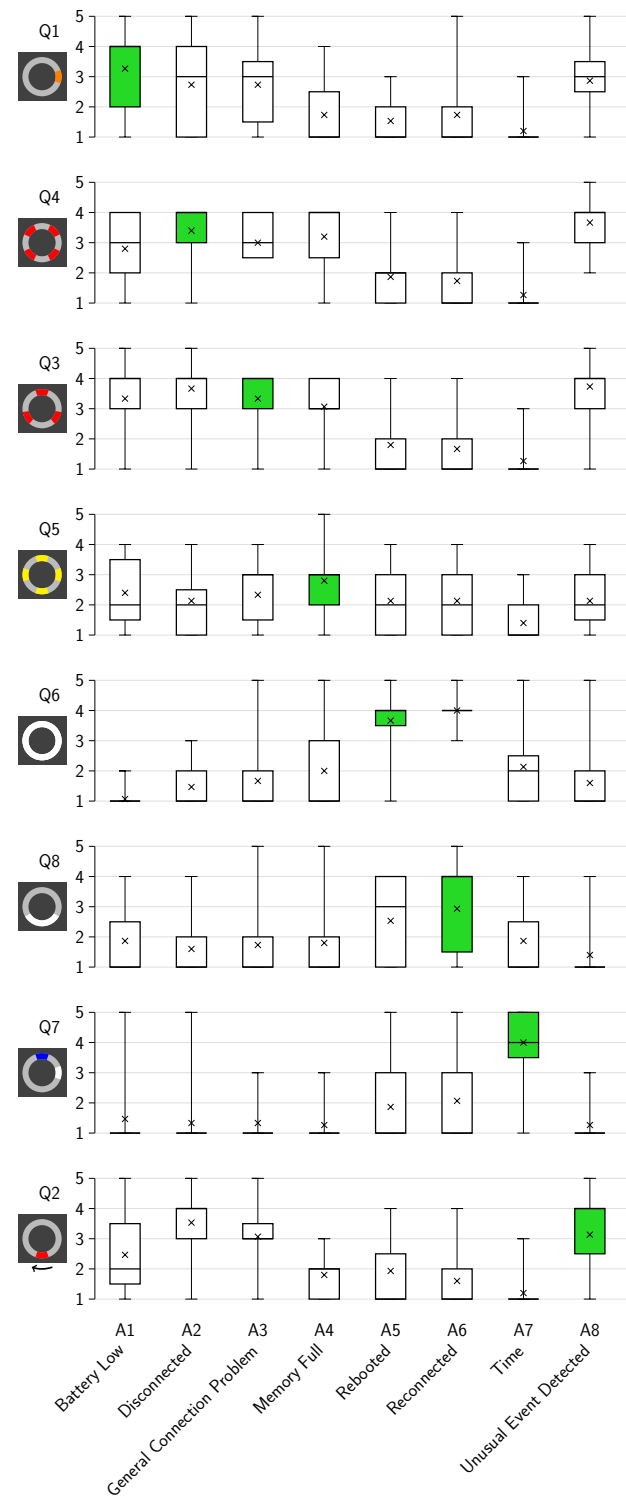 Q1
5
4
3
2
1
Q4
5
4
3
2
1
Q3
5
4
3
2
1
Q5
5
4
3
2
1
Q6
5
4
3
2
1
Q8
5
4
3
2
1
Q7
5
4
3
2
1
Q2
5
4
3
2
1
A1 A2 A3 A4 A5 A6 A7 A8
Battery Low
Disconnected
General Connection Problem
Memory Full
Rebooted
Reconnected
Time
Unusual Event Detected